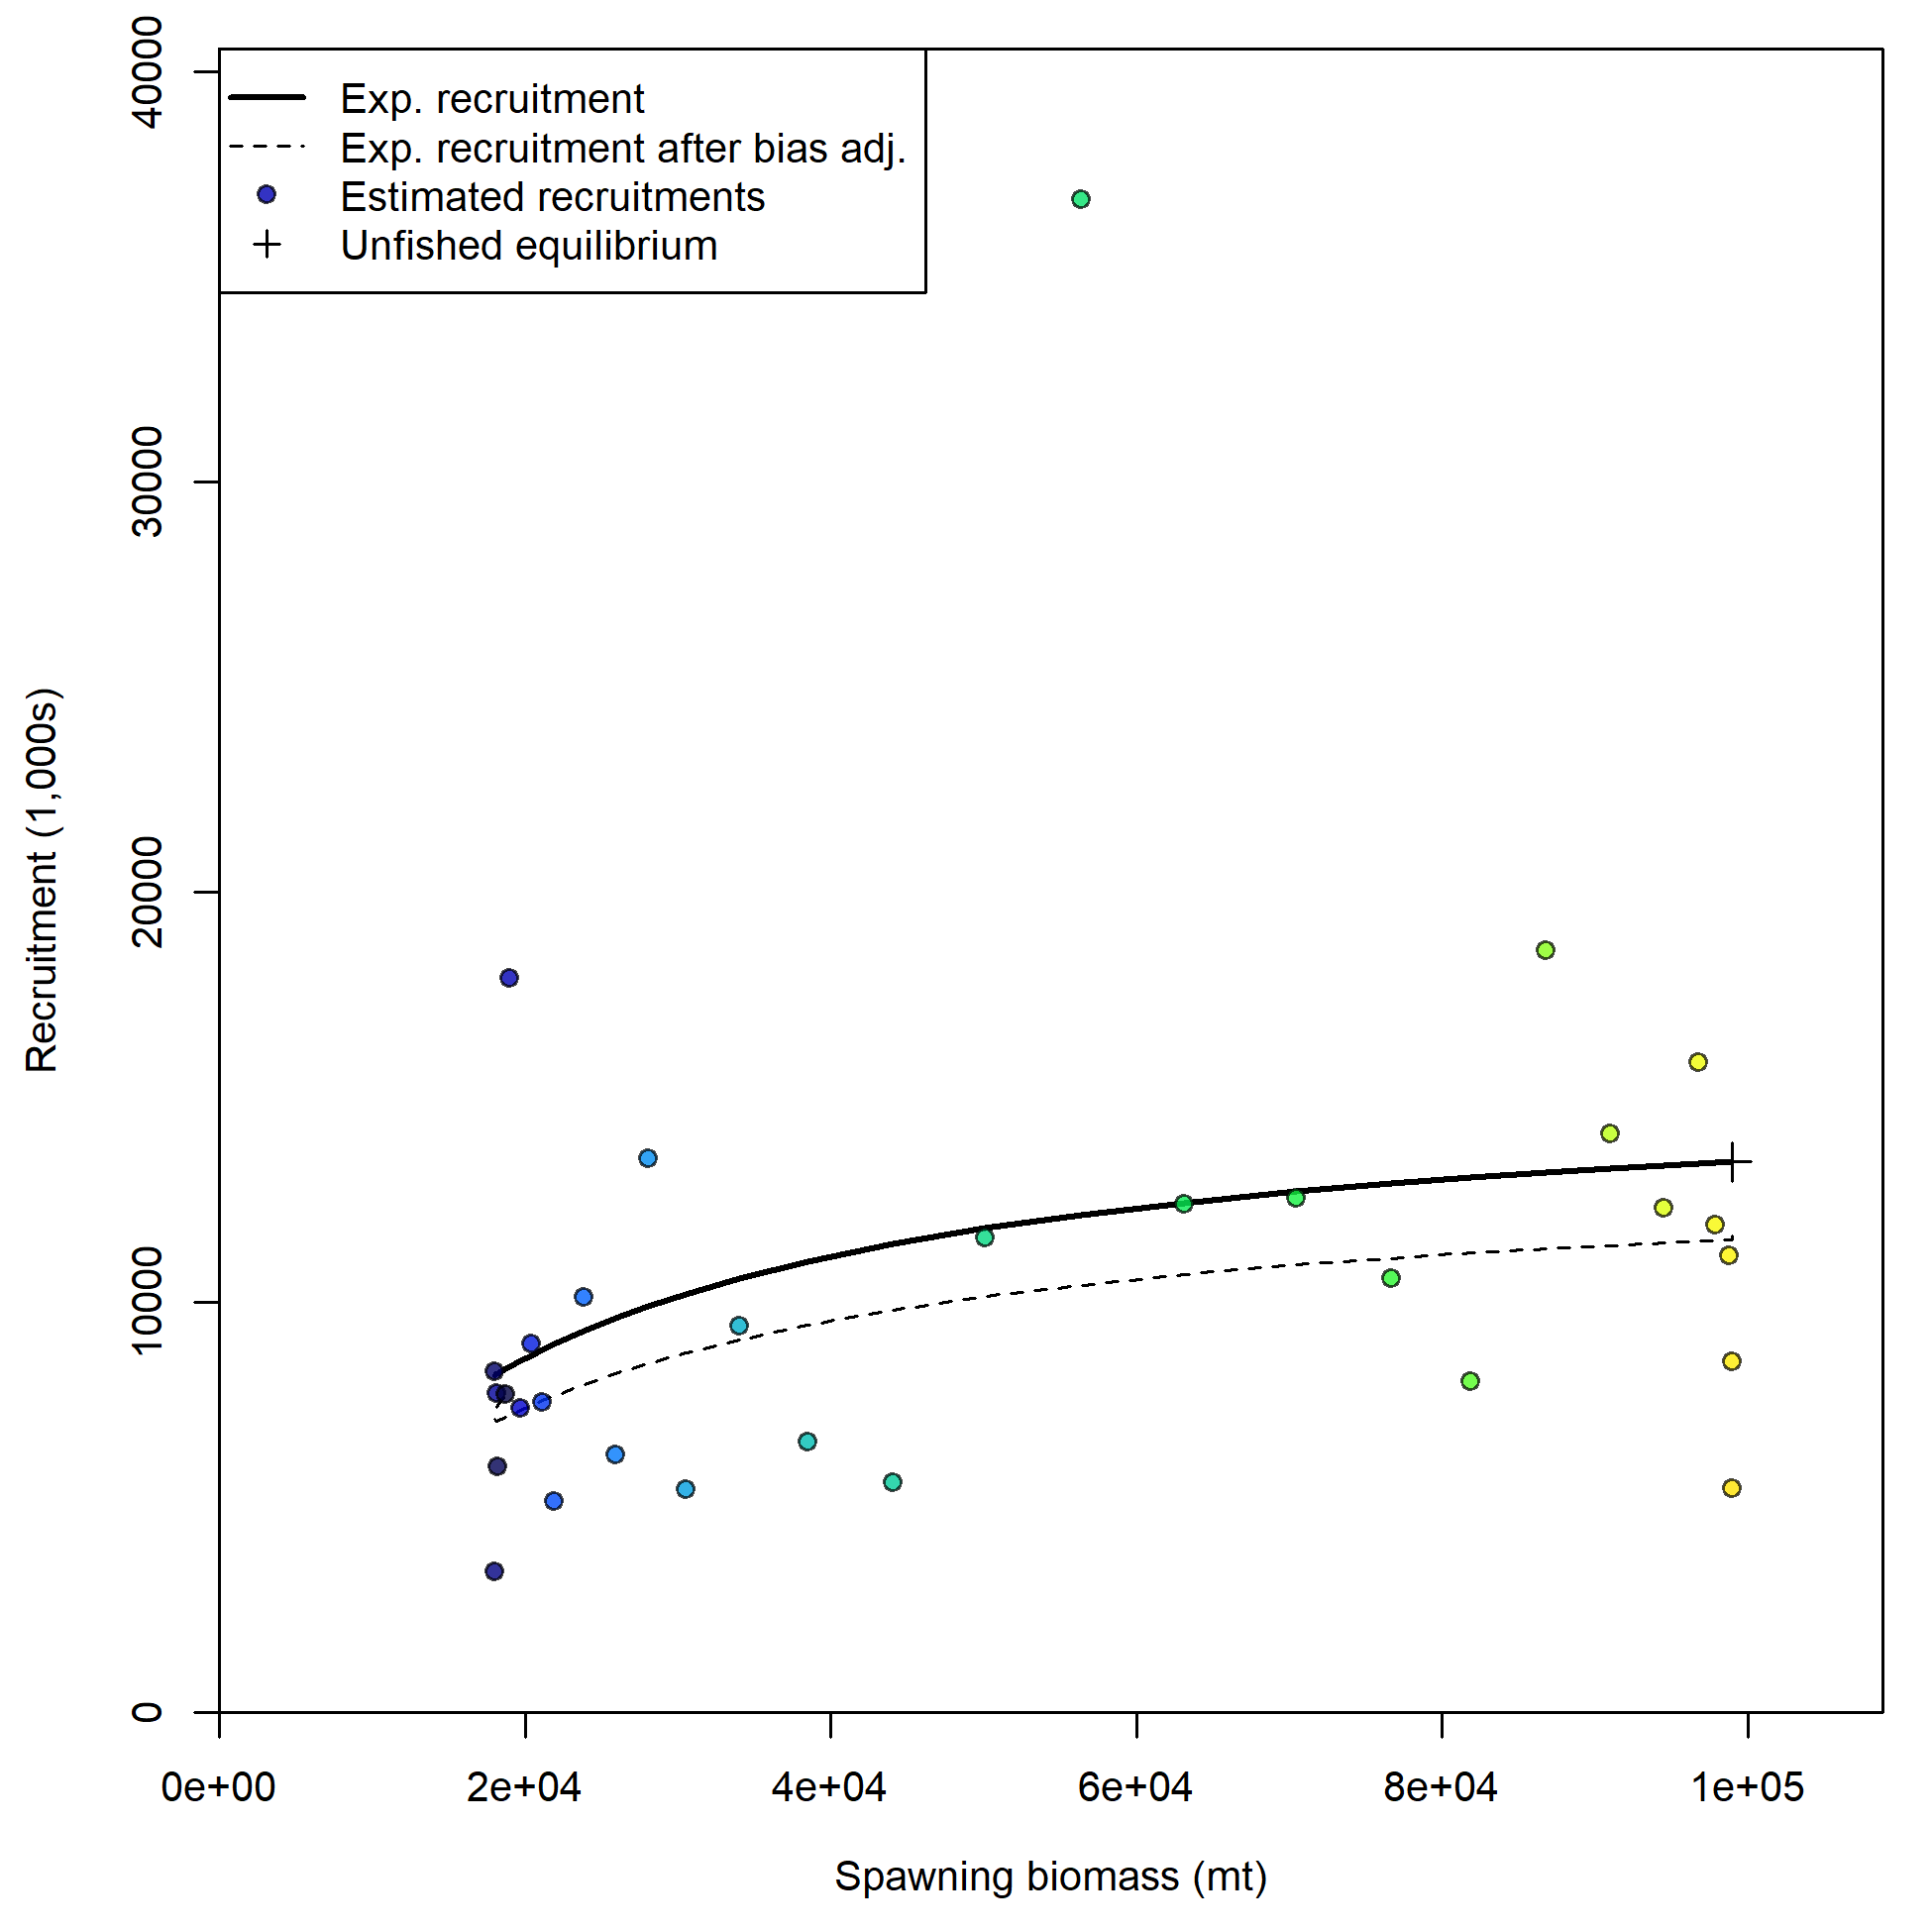 Exp. recruitment
Exp. recruitment after bias adj.
Estimated recruitments
Unfished equilibrium
40000
30000
20000
10000
0
Recruitment (1,000s)
0e+00 2e+04 4e+04 6e+04 8e+04 1e+05
Spawning biomass (mt)